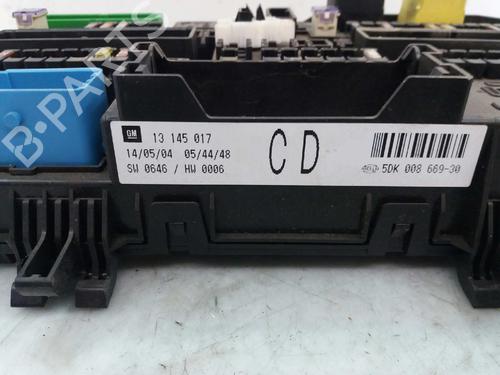 GM 13 145 017
14/05/04 05/44/48
SW 0646 / HW 0006
CD
5DK 008 669-30
B-PARTS
B-PARTS